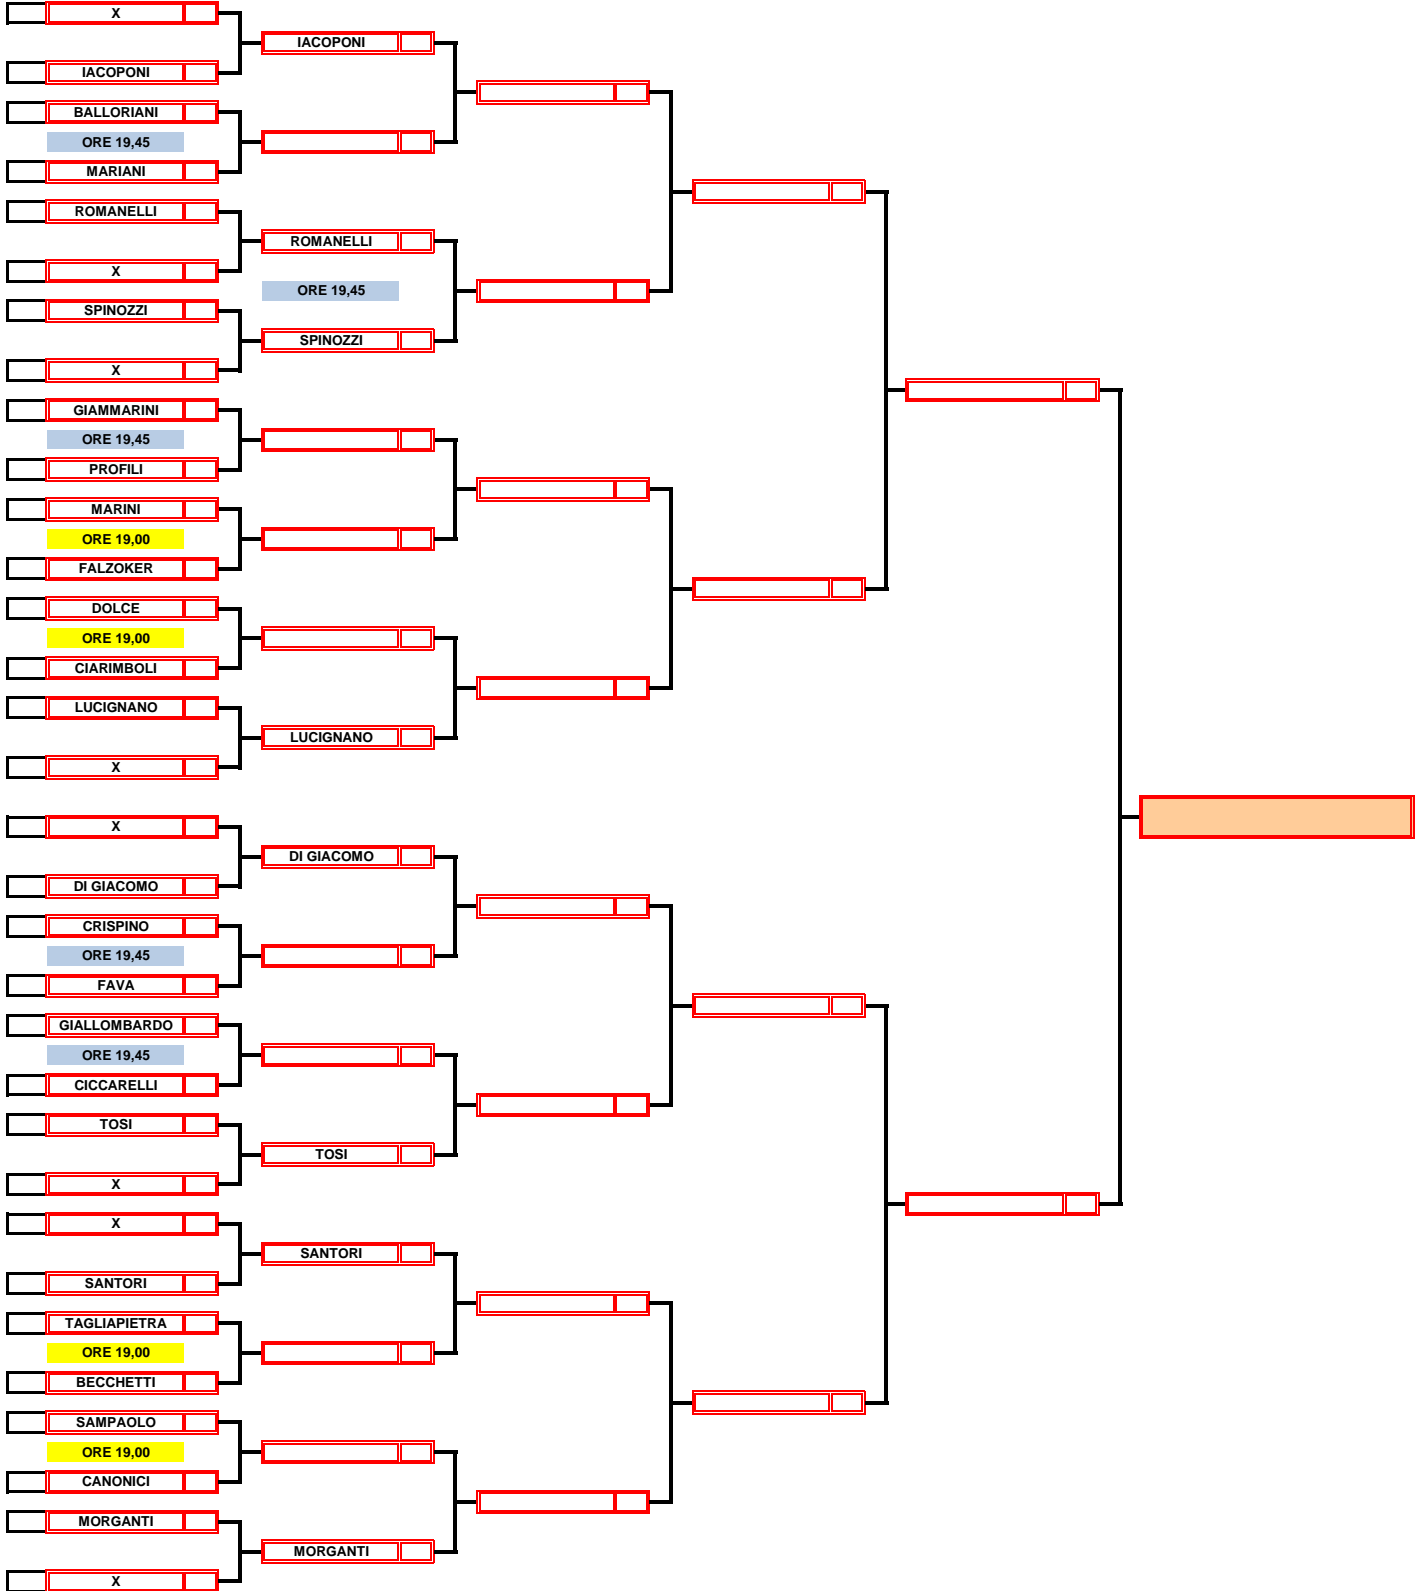 X
IACOPONI
IACOPONI
BALLORIANI
ORE 19,45
MARIANI
ROMANELLI
ROMANELLI
X
ORE 19,45
SPINOZZI
SPINOZZI
X
GIAMMARINI
ORE 19,45
PROFILI
MARINI
ORE 19,00
FALZOKER
DOLCE
ORE 19,00
CIARIMBOLI
LUCIGNANO
LUCIGNANO
X
X
DI GIACOMO
DI GIACOMO
CRISPINO
ORE 19,45
FAVA
GIALLOMBARDO
ORE 19,45
CICCARELLI
TOSI
TOSI
X
X
SANTORI
SANTORI
TAGLIAPIETRA
ORE 19,00
BECCHETTI
SAMPAOLO
ORE 19,00
CANONICI
MORGANTI
MORGANTI
X